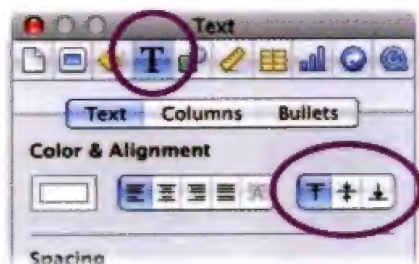 Text
T
Text Columns Bullets
Color & Alignment
A
Spacing